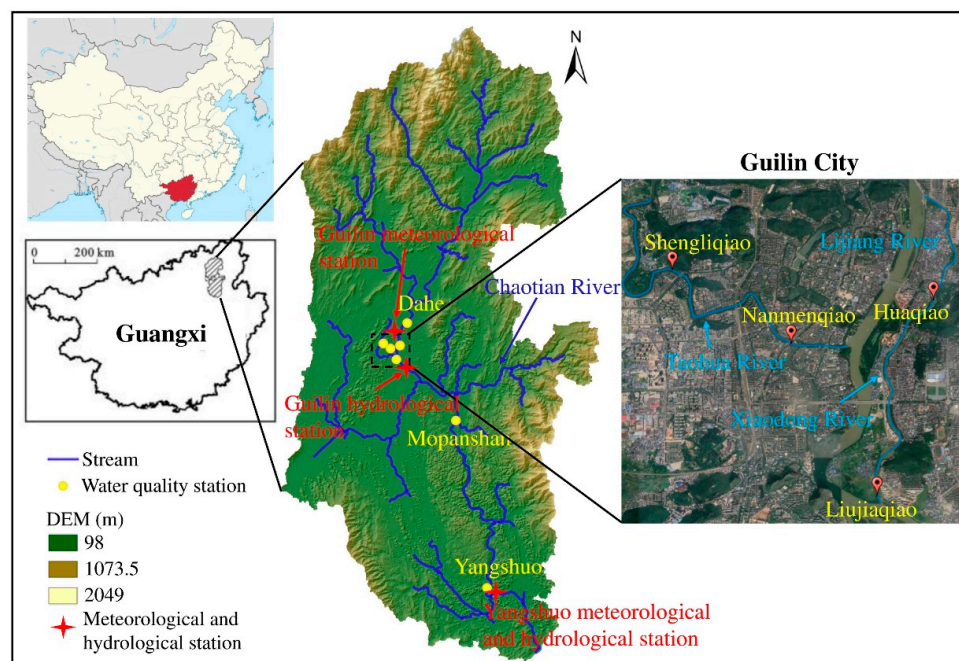 N
Guilin City
Guilin meteorological
station
Dahe
Chaotian River
Guilin hydrological
station
Mopanshan
Yangshuo
Yangshuo meteorological
and hydrological station
Shengliqiao
Lijiang River
Nanmenqiao
Huaqiao
Taohua River
Xiaodong River
Liujiaqiao
0 200 km
Guangxi
Stream
Water quality station
DEM (m)
98
1073.5
2049
Meteorological and
hydrological station